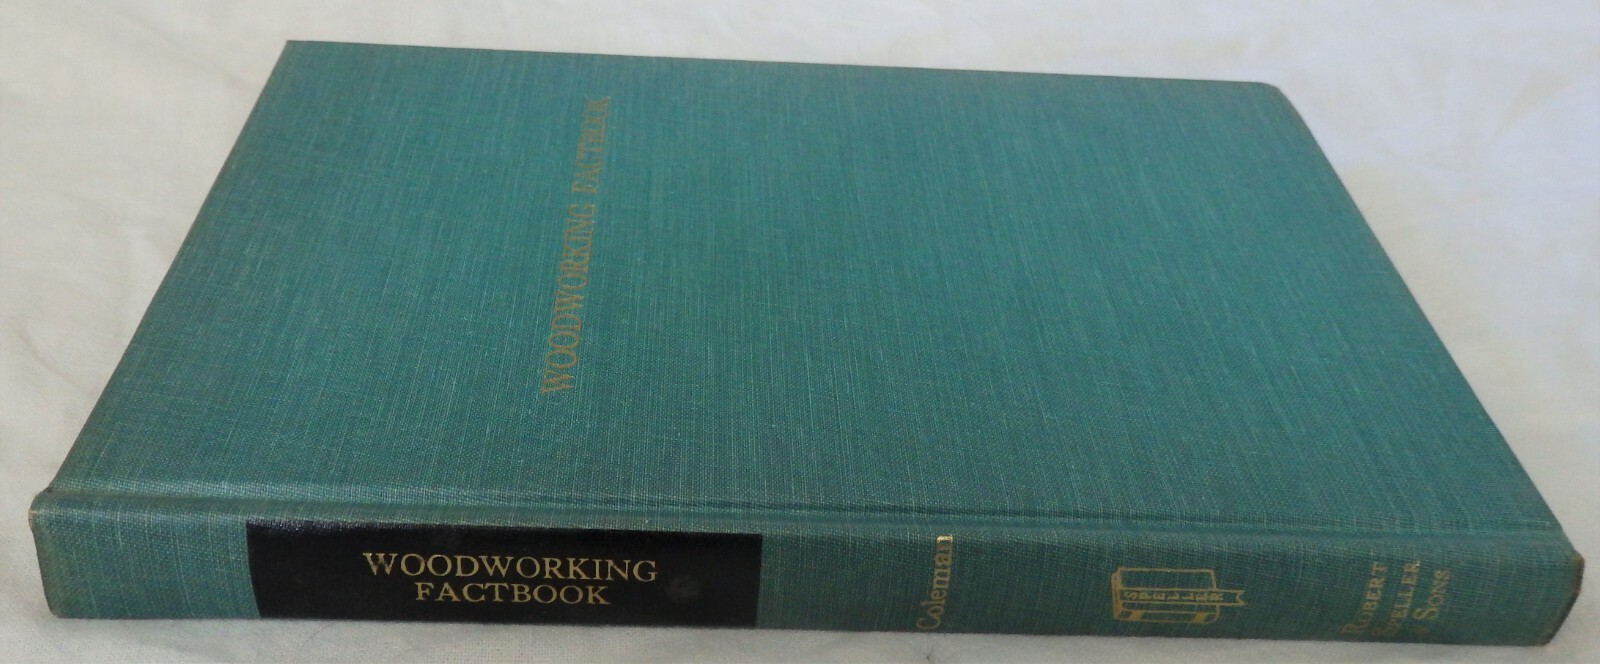 WOODWORKING FACTBOOK
WOODWORKING
FACTBOOK
Coleman
SPELLER
ROBERT
SPELLER
& SONS